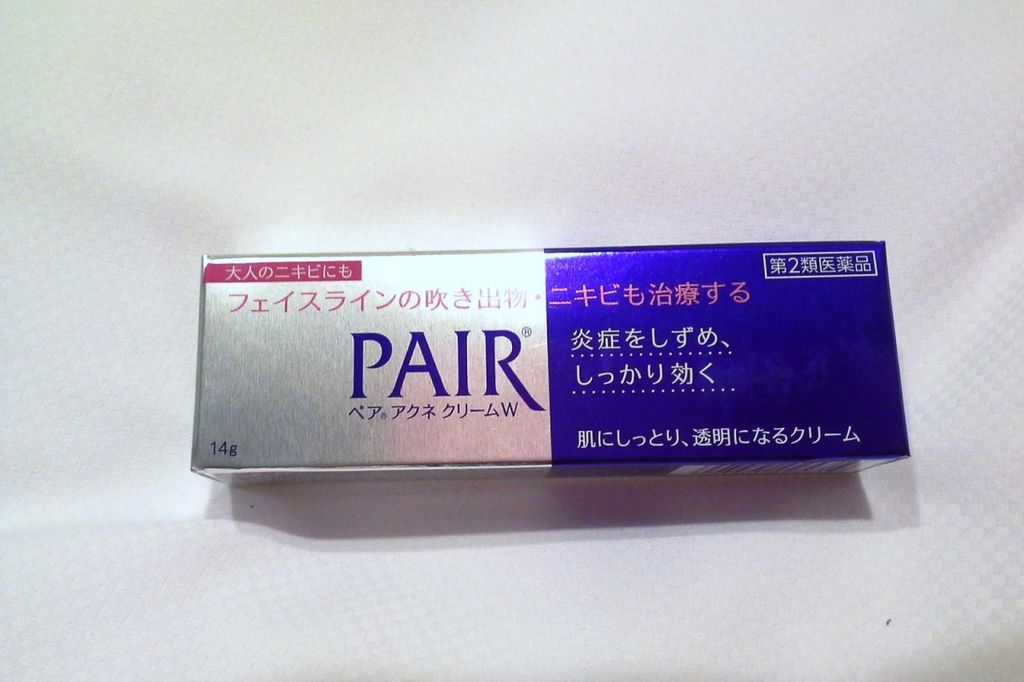 大人のニキビにも
第2類医薬品
フェイスラインの吹き出物・ニキビも治療する
PAIR®
ペア® アクネ クリームW
炎症をしずめ、
しっかり効く
肌にしっとり、透明になるクリーム
14g